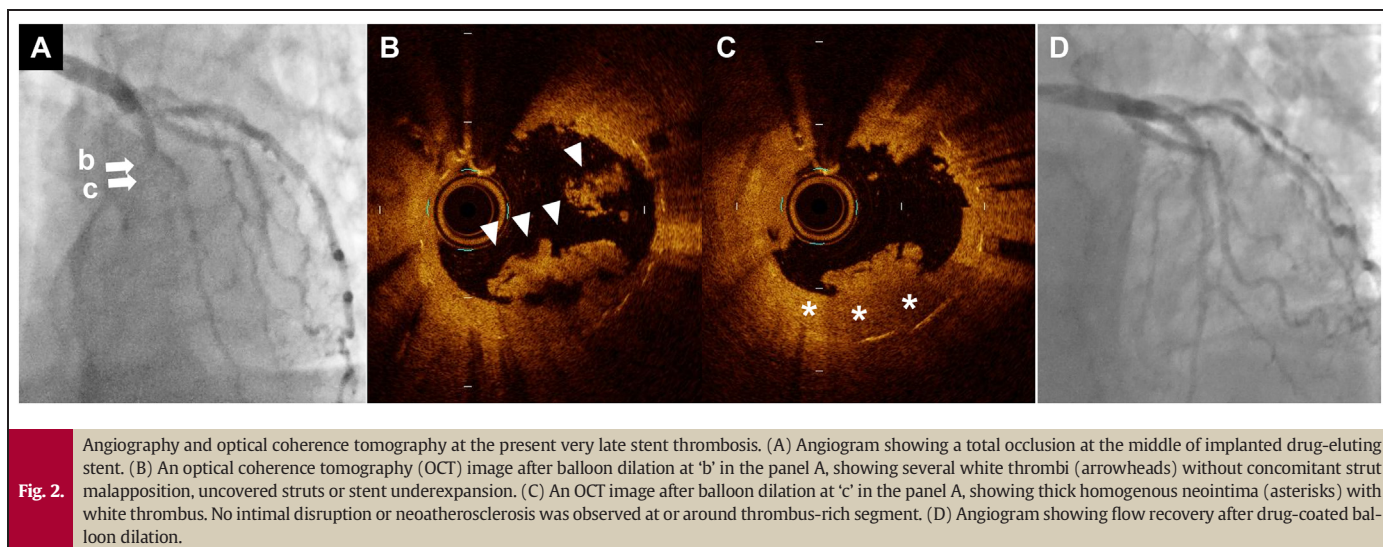 A
B
C
D
b
c
* * *
Fig. 2.
Angiography and optical coherence tomography at the present very late stent thrombosis. (A) Angiogram showing a total occlusion at the middle of implanted drug-eluting
stent. (B) An optical coherence tomography (OCT) image after balloon dilation at ‘b’ in the panel A, showing several white thrombi (arrowheads) without concomitant strut
malapposition, uncovered struts or stent underexpansion. (C) An OCT image after balloon dilation at ‘c’ in the panel A, showing thick homogenous neointima (asterisks) with
white thrombus. No intimal disruption or neoatherosclerosis was observed at or around thrombus-rich segment. (D) Angiogram showing flow recovery after drug-coated bal-
loon dilation.